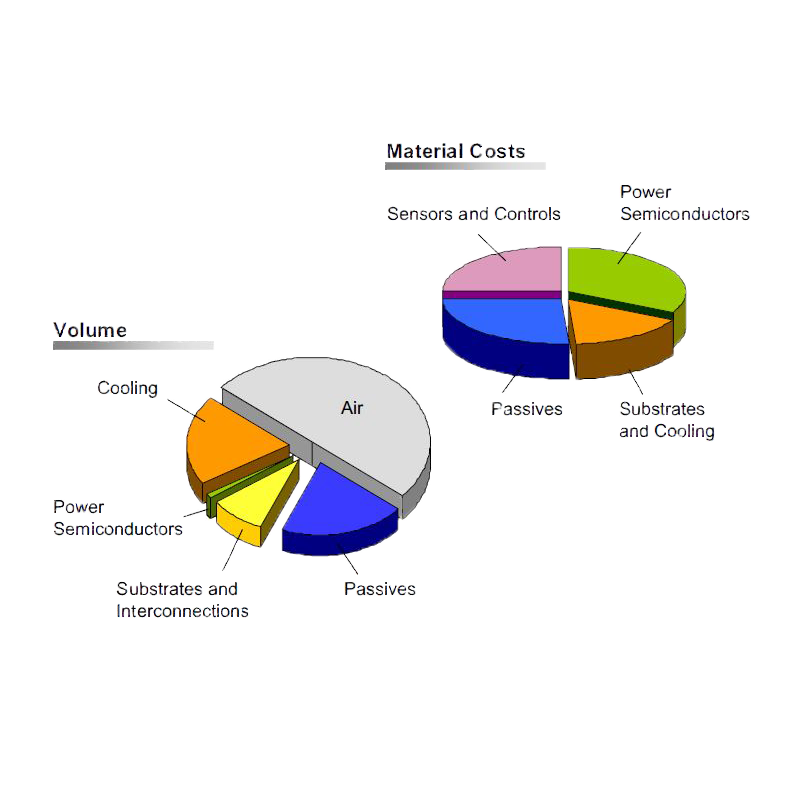 Material Costs
Power
Semiconductors
Sensors and Controls
Passives
Substrates
and Cooling
Volume
Cooling
Air
Power
Semiconductors
Substrates and
Interconnections
Passives